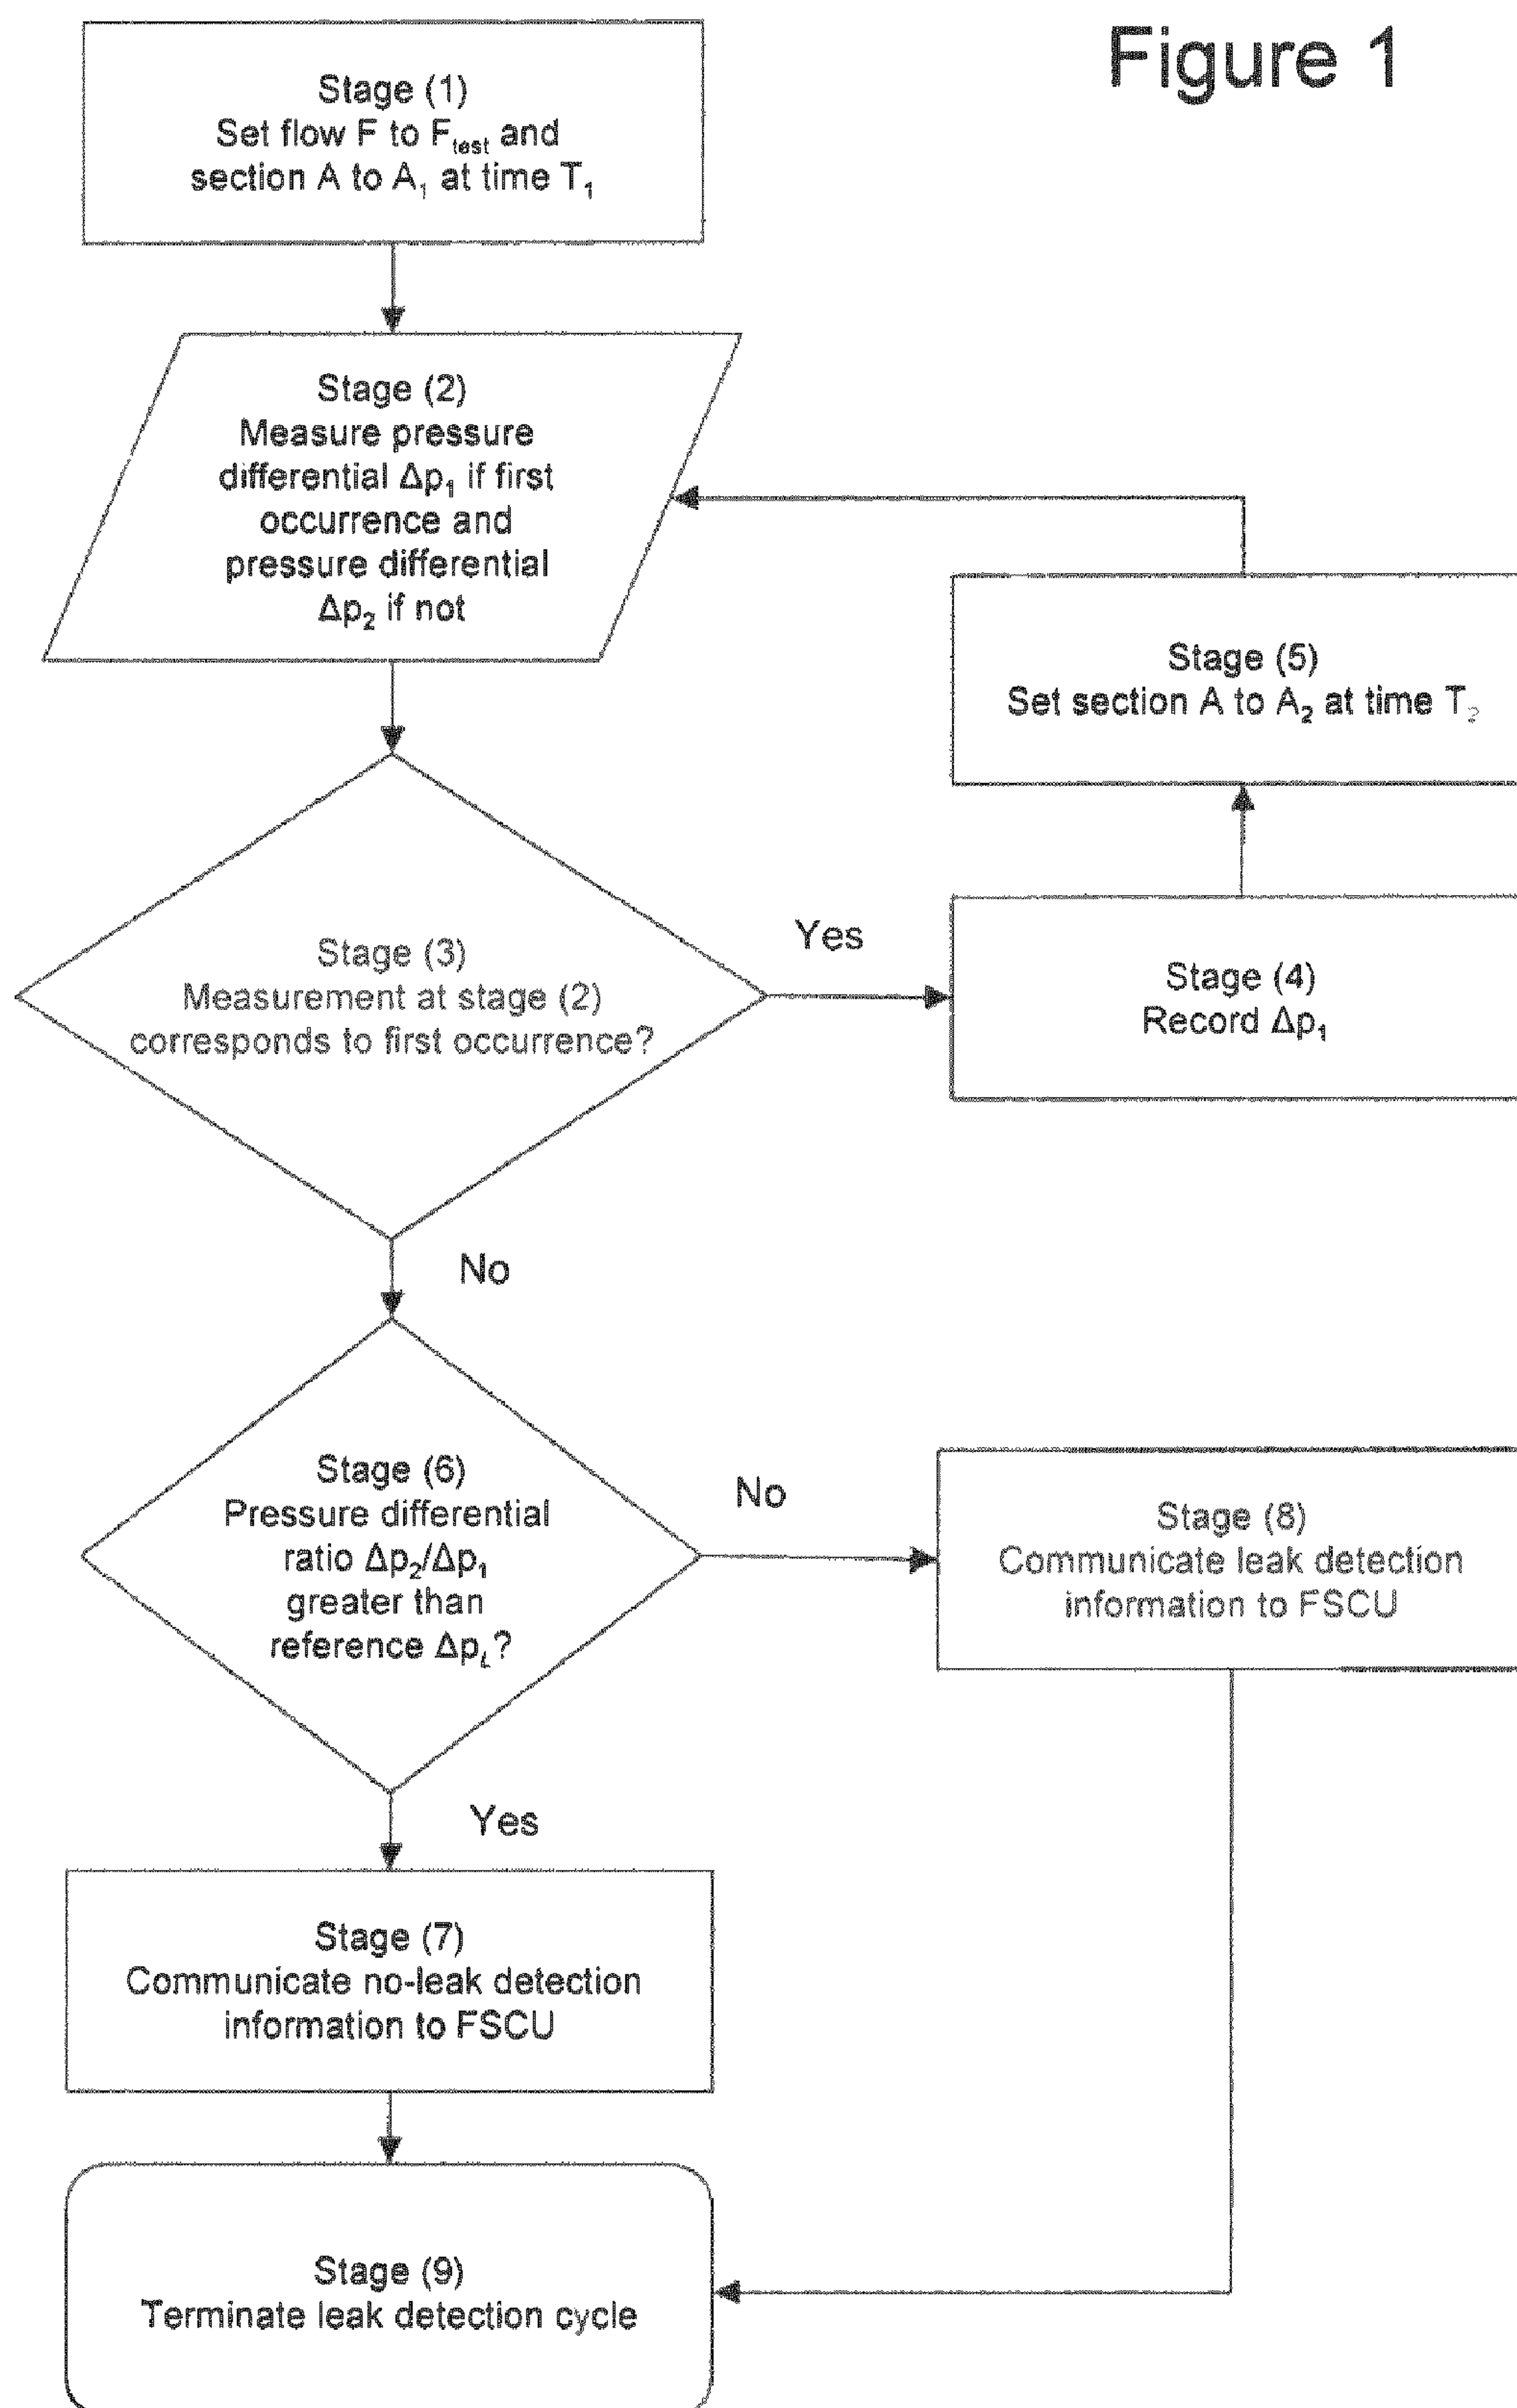 Figure 1
Stage (1)
Set flow F to F_test and
section A to A₁ at time T₁
Stage (2)
Measure pressure
differential Δp₁ if first
occurrence and
pressure differential
Δp₂ if not
Stage (5)
Set section A to A₂ at time T₂
Stage (3)
Measurement at stage (2)
corresponds to first occurrence?
Yes
Stage (4)
Record Δp₁
No
Stage (6)
Pressure differential
ratio Δp₂/Δp₁
greater than
reference Δp_L?
No
Stage (8)
Communicate leak detection
information to FSCU
Yes
Stage (7)
Communicate no-leak detection
information to FSCU
Stage (9)
Terminate leak detection cycle